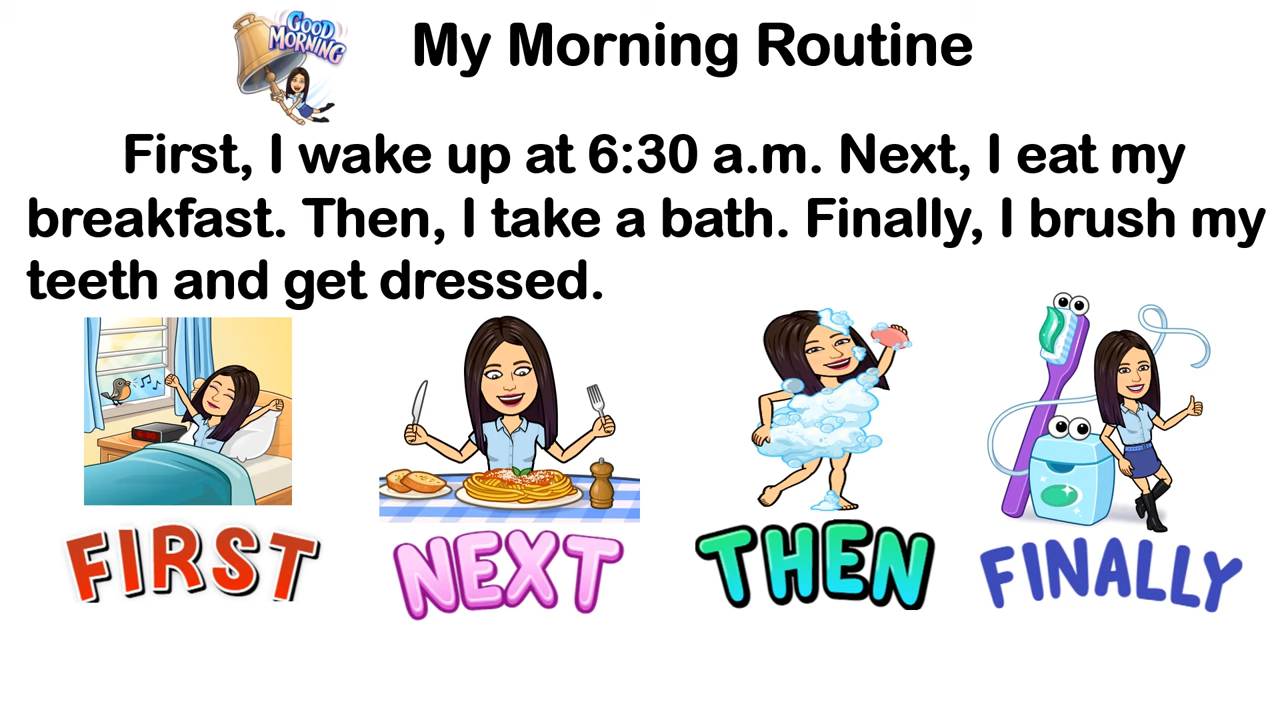 GOOD
MORNING
My Morning Routine
First, I wake up at 6:30 a.m. Next, I eat my
breakfast. Then, I take a bath. Finally, I brush my
teeth and get dressed.
FIRST
NEXT
THEN
FINALLY